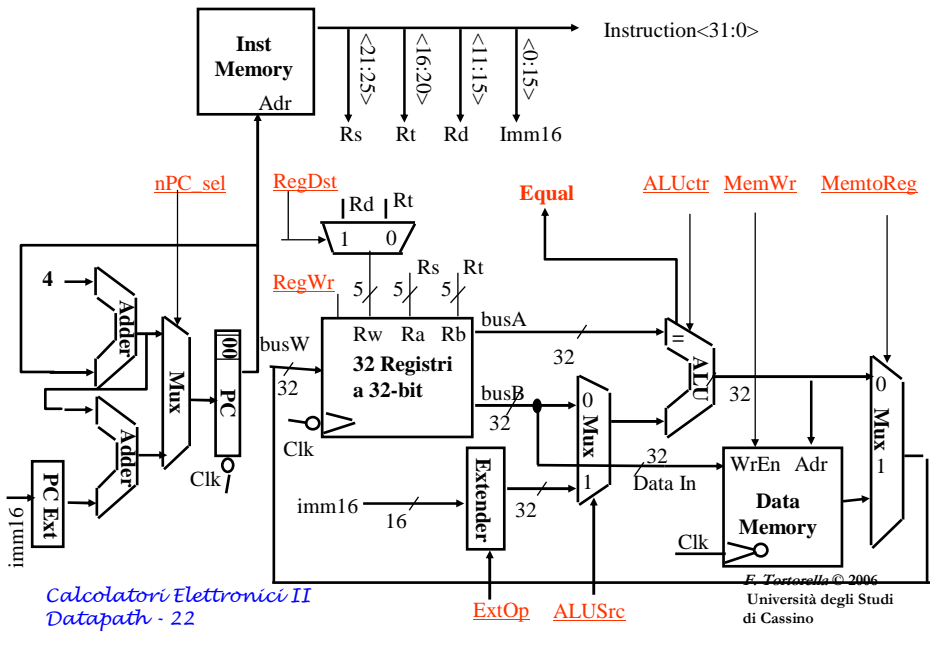 Inst
Memory
Adr
Instruction<31:0>
<21:25>
<16:20>
<11:15>
<0:15>
Rs
Rt
Rd
Imm16
nPC_sel
RegDst
Rd
Rt
Equal
ALUctr
MemWr
MemtoReg
1
0
4
Adder
RegWr
5
5
5
Rs
Rt
00
PC
Mux
busW
32
Rw
Ra
Rb
32 Registri
a 32-bit
busA
32
busB
32
=
ALU
32
0
Mux
1
0
Mux
1
Clk
Clk
Adder
PC Ext
imm16
imm16
16
Extender
32
32
Data In
WrEn
Adr
Data
Memory
Clk
ExtOp
ALUSrc
Calcolatori Elettronici II
Datapath - 22
F. Tortorella © 2006
Università degli Studi
di Cassino